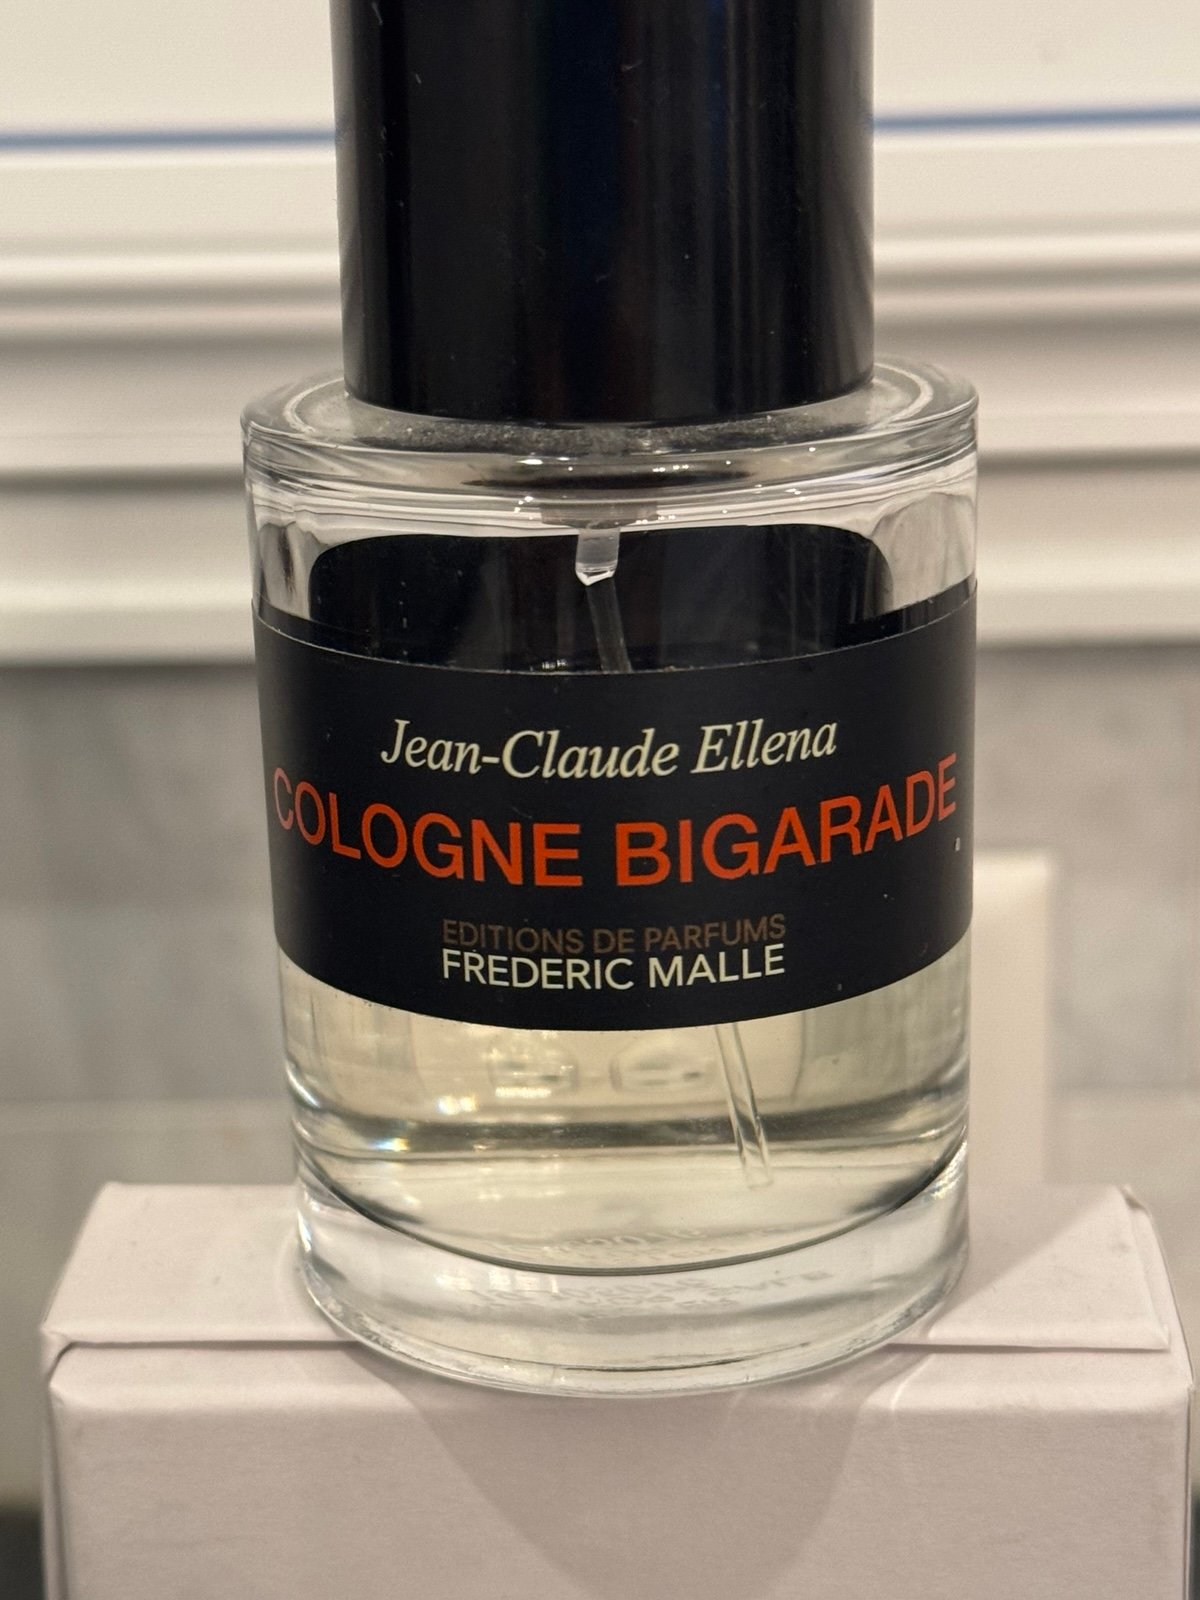 Jean-Claude Ellena
COLOGNE BIGARADE
EDITIONS DE PARFUMS
FREDERIC MALLE